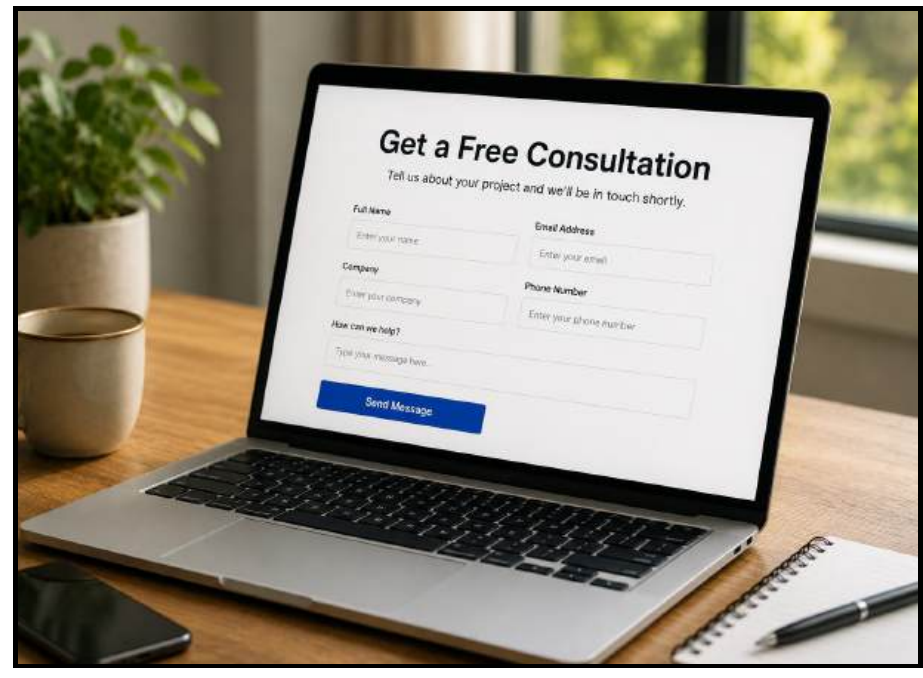 Get a Free Consultation
Tell us about your project and we'll be in touch shortly.
Full Name
Enter your name
Email Address
Enter your email
Company
Enter your company
Phone Number
Enter your phone number
How can we help?
Type your message here...
Send Message